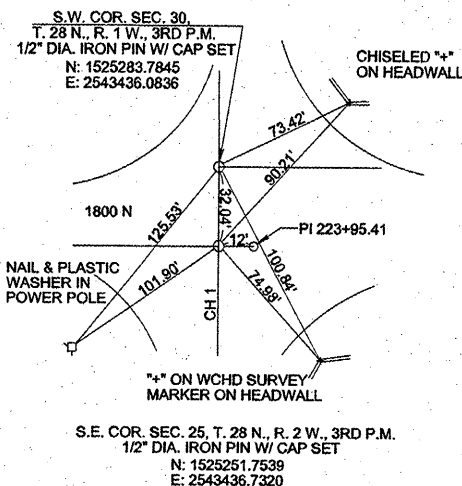 S.W. COR. SEC. 30,
T. 28 N., R. 1 W., 3RD P.M.
1/2" DIA. IRON PIN W/ CAP SET
N: 1525283.7845
E: 2543436.0836
CHISELED "+"
ON HEADWALL
73.42'
90.21'
1800 N
125.53'
32.04'
12'
PI 223+95.41
NAIL & PLASTIC
WASHER IN
POWER POLE
101.90'
100.84'
74.98'
CH 1
"+" ON WCHD SURVEY
MARKER ON HEADWALL
S.E. COR. SEC. 25, T. 28 N., R. 2 W., 3RD P.M.
1/2" DIA. IRON PIN W/ CAP SET
N: 1525251.7539
E: 2543436.7320